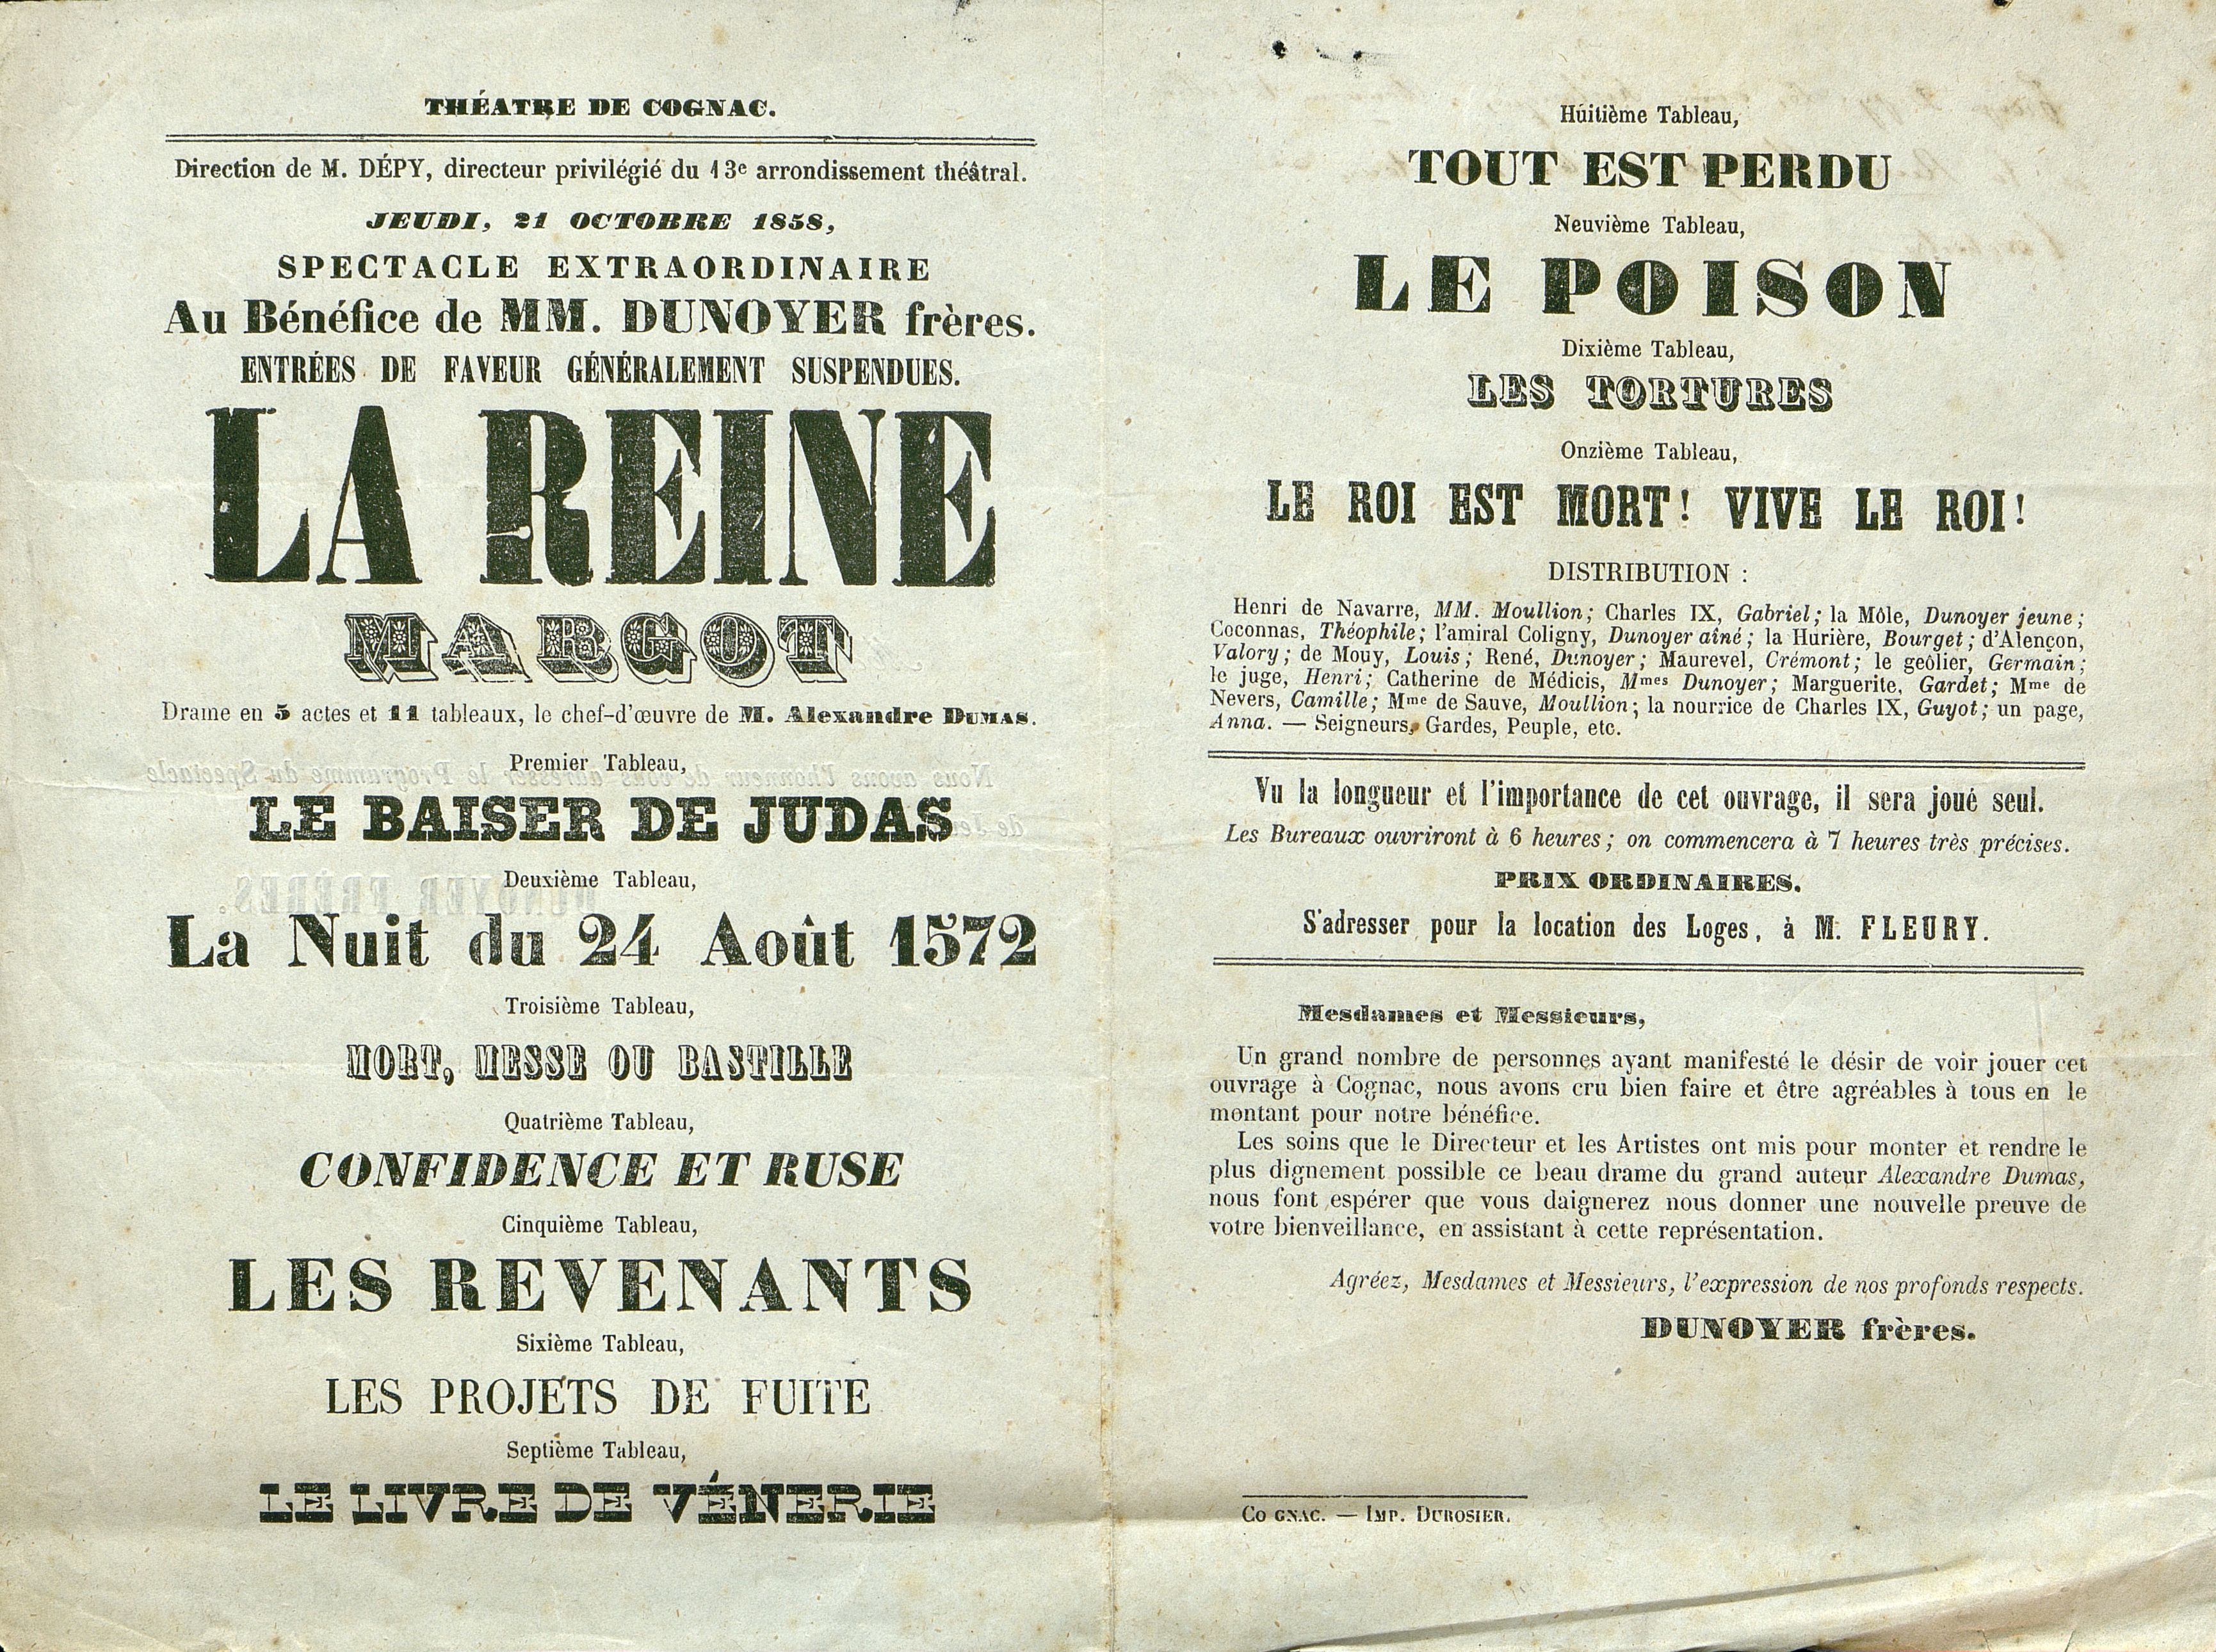 THÉATRE DE COGNAC.
Direction de M. DÉPY, directeur privilégié du 13e arrondissement théâtral.
JEUDI, 21 OCTOBRE 1858,
SPECTACLE EXTRAORDINAIRE
Au Bénéfice de MM. DUNOYER frères.
ENTRÉES DE FAVEUR GÉNÉRALEMENT SUSPENDUES.
LA REINE
MARGOT
Drame en 5 actes et 11 tableaux, le chef-d'œuvre de M. Alexandre DUMAS.
Premier Tableau,
LE BAISER DE JUDAS
Deuxième Tableau,
La Nuit du 24 Août 1572
Troisième Tableau,
MORT, MESSE OU BASTILLE
Quatrième Tableau,
CONFIDENCE ET RUSE
Cinquième Tableau,
LES REVENANTS
Sixième Tableau,
LES PROJETS DE FUITE
Septième Tableau,
LE LIVRE DE VÉNERIE
Húitième Tableau,
TOUT EST PERDU
Neuvième Tableau,
LE POISON
Dixième Tableau,
LES TORTURES
Onzième Tableau,
LE ROI EST MORT! VIVE LE ROI!
DISTRIBUTION :
Henri de Navarre, MM. Moullion; Charles IX, Gabriel; la Môle, Dunoyer jeune;
Coconnas, Théophile; l'amiral Coligny, Dunoyer aîné; la Hurière, Bourget; d'Alençon,
Valory; de Mouy, Louis; René, Dunoyer; Maurevel, Crémont; le geôlier, Germain;
le juge, Henri; Catherine de Médicis, Mmes Dunoyer; Marguerite, Gardet; Mme de
Nevers, Camille; Mme de Sauve, Moullion; la nourrice de Charles IX, Guyot; un page,
Anna. — Seigneurs, Gardes, Peuple, etc.
Vu la longueur et l'importance de cet ouvrage, il sera joué seul.
Les Bureaux ouvriront à 6 heures; on commencera à 7 heures très précises.
PRIX ORDINAIRES.
S'adresser pour la location des Loges, à M. FLEURY.
Mesdames et Messieurs,
Un grand nombre de personnes ayant manifesté le désir de voir jouer cet
ouvrage à Cognac, nous avons cru bien faire et être agréables à tous en le
montant pour notre bénéfice.
Les soins que le Directeur et les Artistes ont mis pour monter et rendre le
plus dignement possible ce beau drame du grand auteur Alexandre Dumas,
nous font espérer que vous daignerez nous donner une nouvelle preuve de
votre bienveillance, en assistant à cette représentation.
Agréez, Mesdames et Messieurs, l'expression de nos profonds respects.
DUNOYER frères.
COGNAC. — IMP. DUROSIER.